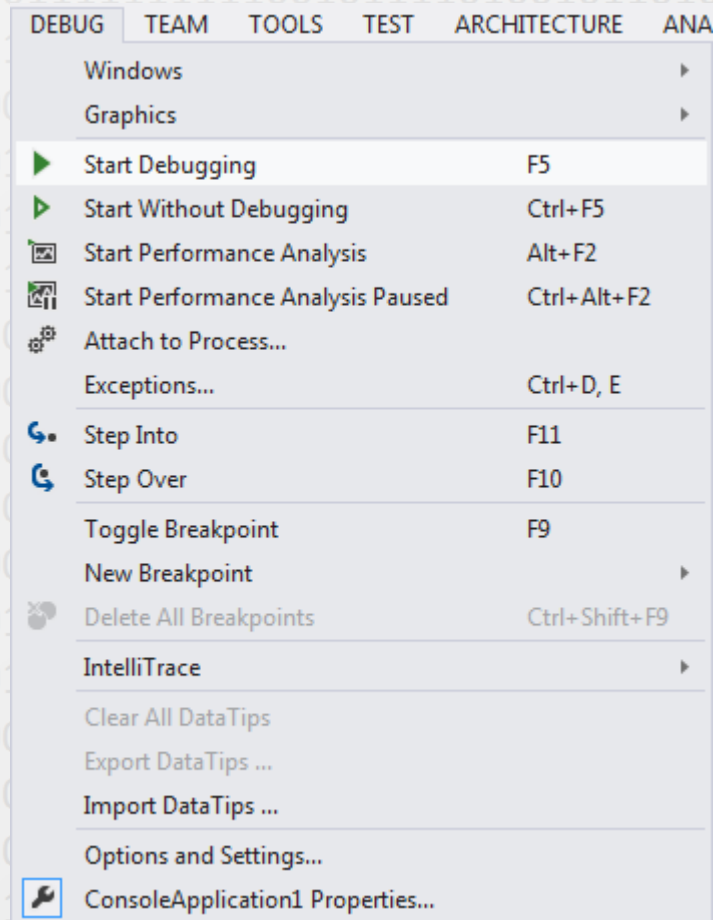 DEBUG TEAM TOOLS TEST ARCHITECTURE ANA
Windows
Graphics
Start Debugging F5
Start Without Debugging Ctrl+F5
Start Performance Analysis Alt+F2
Start Performance Analysis Paused Ctrl+Alt+F2
Attach to Process...
Exceptions... Ctrl+D, E
Step Into F11
Step Over F10
Toggle Breakpoint F9
New Breakpoint
Delete All Breakpoints Ctrl+Shift+F9
IntelliTrace
Clear All DataTips
Export DataTips ...
Import DataTips ...
Options and Settings...
ConsoleApplication1 Properties...